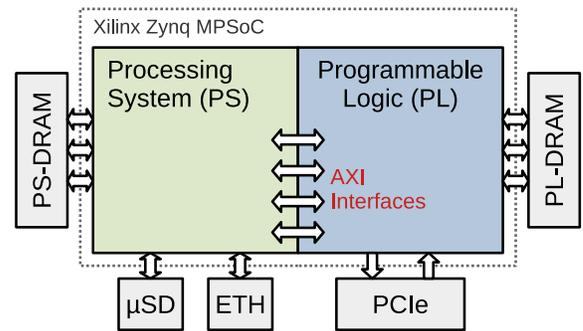 Xilinx Zynq MPSoC
Processing
System (PS)
Programmable
Logic (PL)
PS-DRAM
PL-DRAM
AXI
Interfaces
µSD
ETH
PCIe